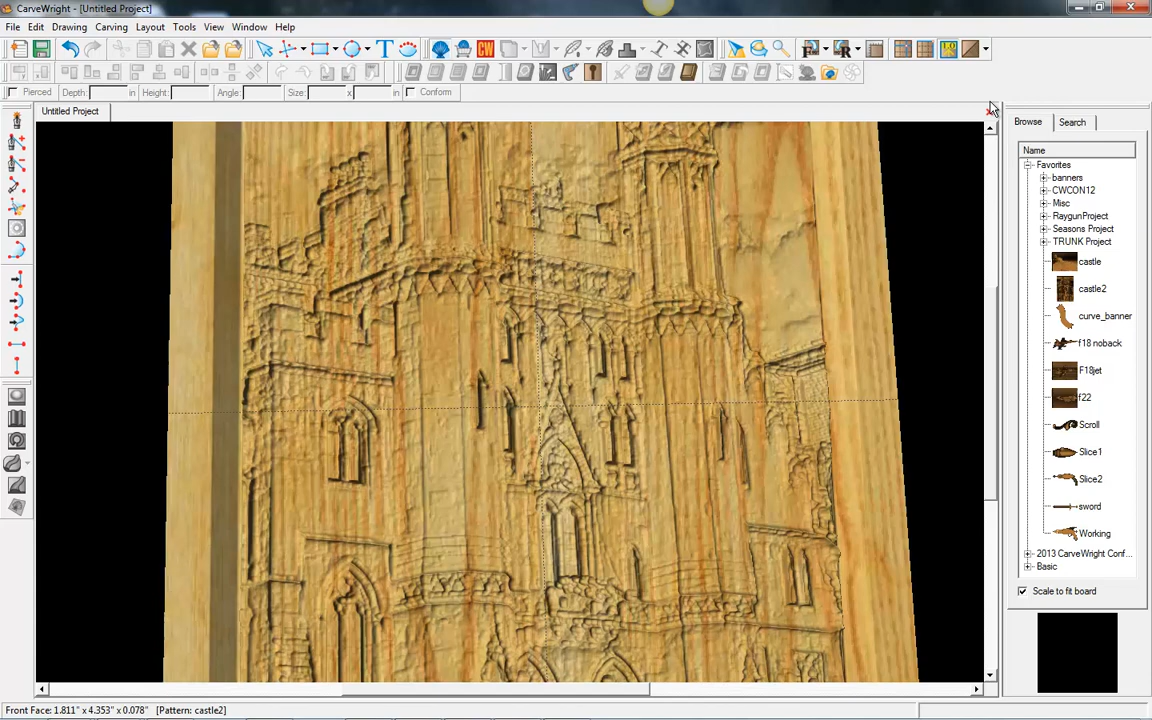 CarveWright - [Untitled Project]
File Edit Drawing Carving Layout Tools View Window Help
Pierced Depth: in Height: in Angle: in Size: x in Conform
Untitled Project
Browse Search
Name
Favorites
banners
CWCON12
Misc
RaygunProject
Seasons Project
TRUNK Project
castle
castle2
curve_banner
f18 noback
F18jet
f22
Scroll
Slice1
Slice2
sword
Working
2013 CarveWright Conf...
Basic
Scale to fit board
Front Face: 1.811" x 4.353" x 0.078" [Pattern: castle2]